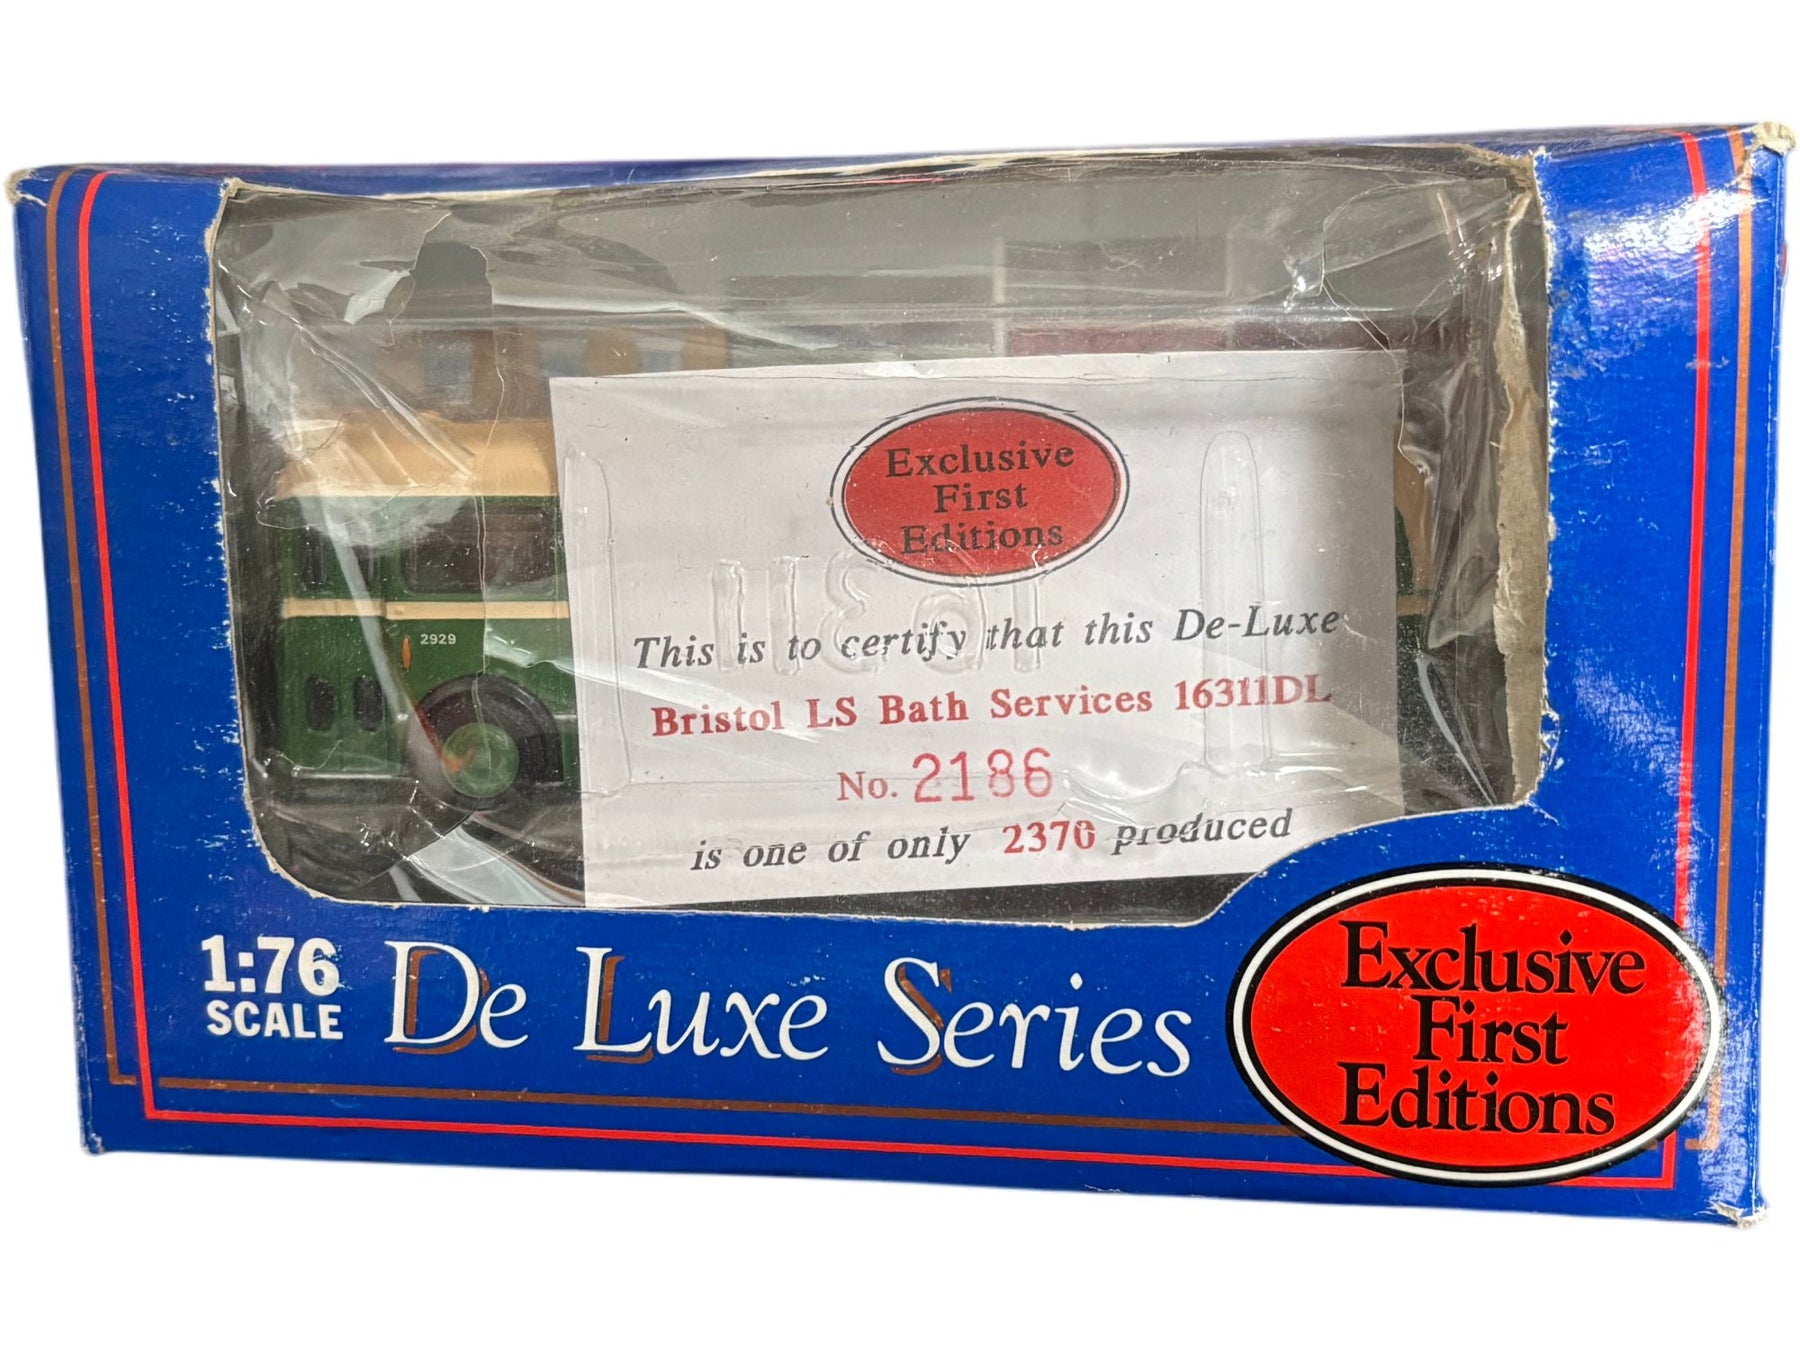 Exclusive
First
Editions
This is to certify that this De-Luxe
Bristol LS Bath Services 16311DL
No. 2186
is one of only 2370 produced
2929
1:76
SCALE
De Luxe Series
Exclusive
First
Editions